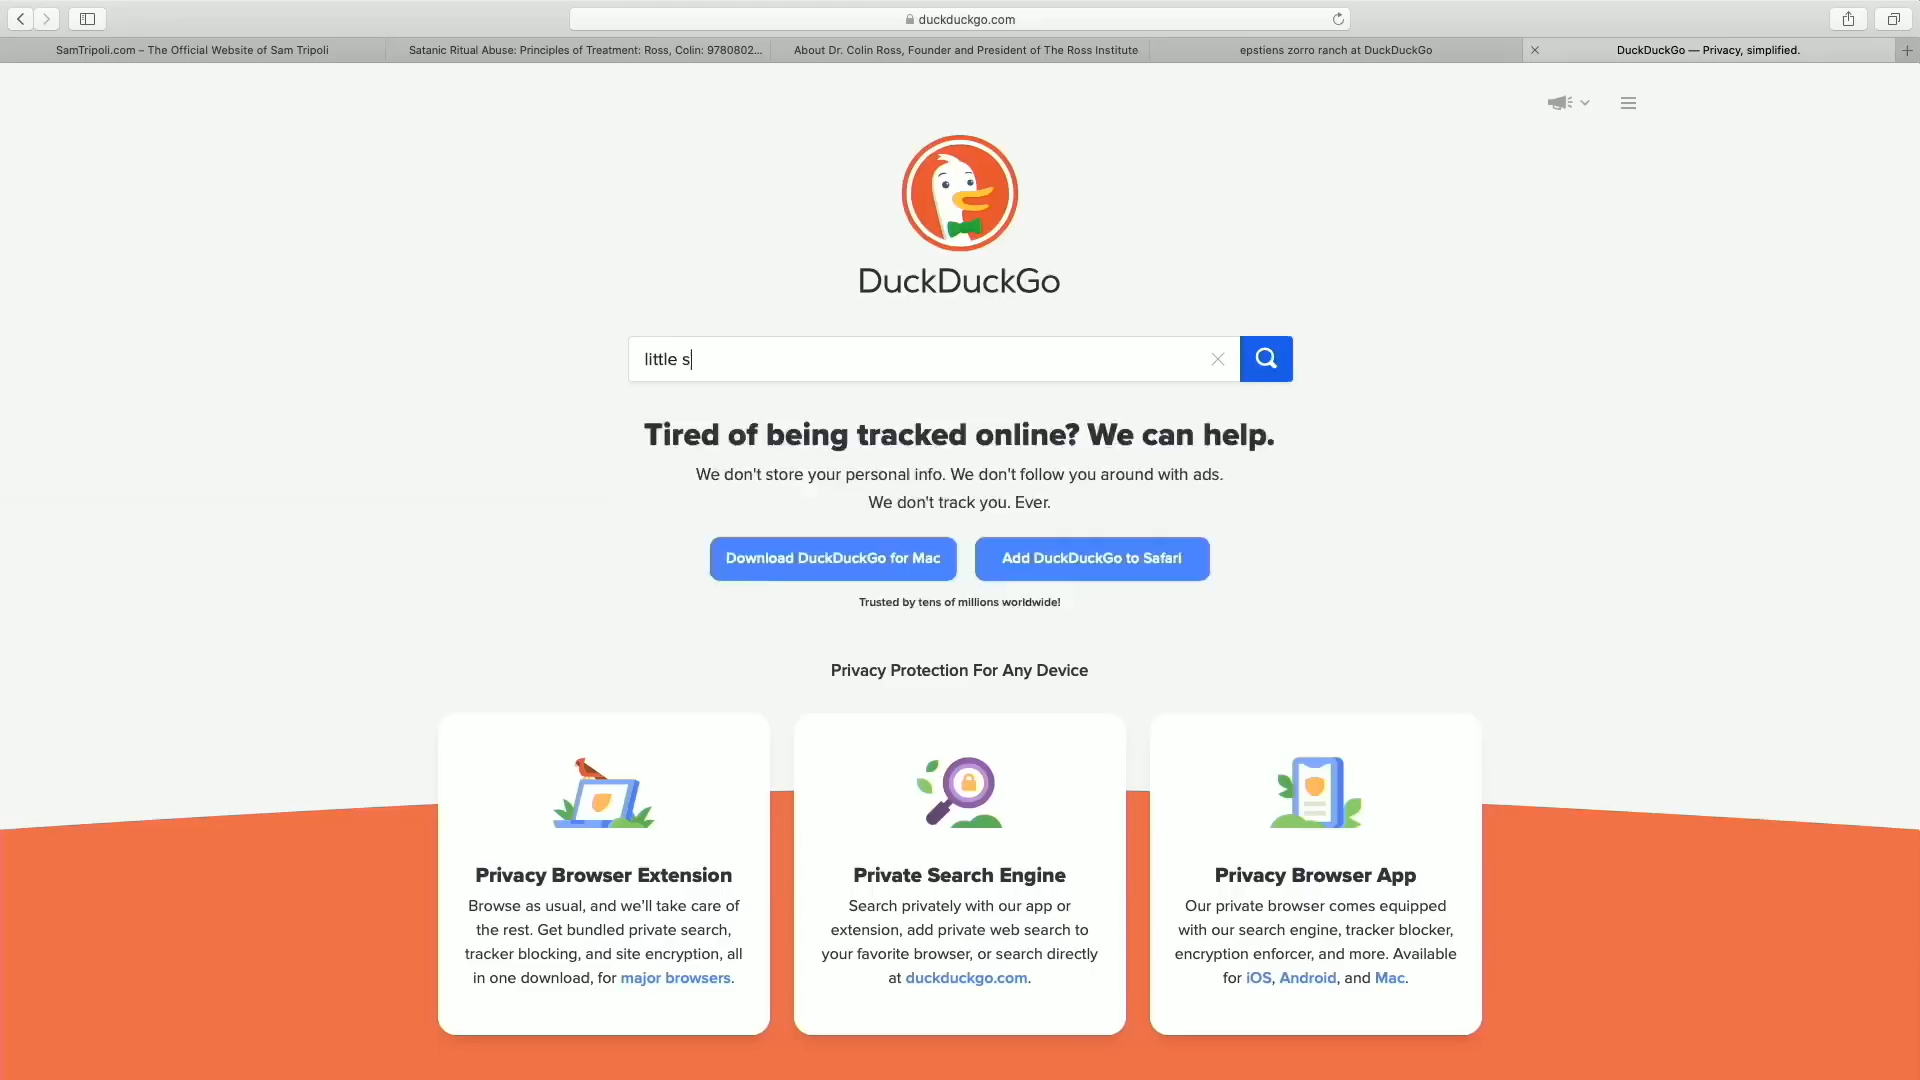 duckduckgo.com
SamTripoli.com – The Official Website of Sam Tripoli
Satanic Ritual Abuse: Principles of Treatment: Ross, Colin: 9780802...
About Dr. Colin Ross, Founder and President of The Ross Institute
epstiens zorro ranch at DuckDuckGo
DuckDuckGo — Privacy, simplified.
DuckDuckGo
little s
Tired of being tracked online? We can help.
We don't store your personal info. We don't follow you around with ads.
We don't track you. Ever.
Download DuckDuckGo for Mac
Add DuckDuckGo to Safari
Trusted by tens of millions worldwide!
Privacy Protection For Any Device
Privacy Browser Extension
Browse as usual, and we’ll take care of
the rest. Get bundled private search,
tracker blocking, and site encryption, all
in one download, for major browsers.
Private Search Engine
Search privately with our app or
extension, add private web search to
your favorite browser, or search directly
at duckduckgo.com.
Privacy Browser App
Our private browser comes equipped
with our search engine, tracker blocker,
encryption enforcer, and more. Available
for iOS, Android, and Mac.